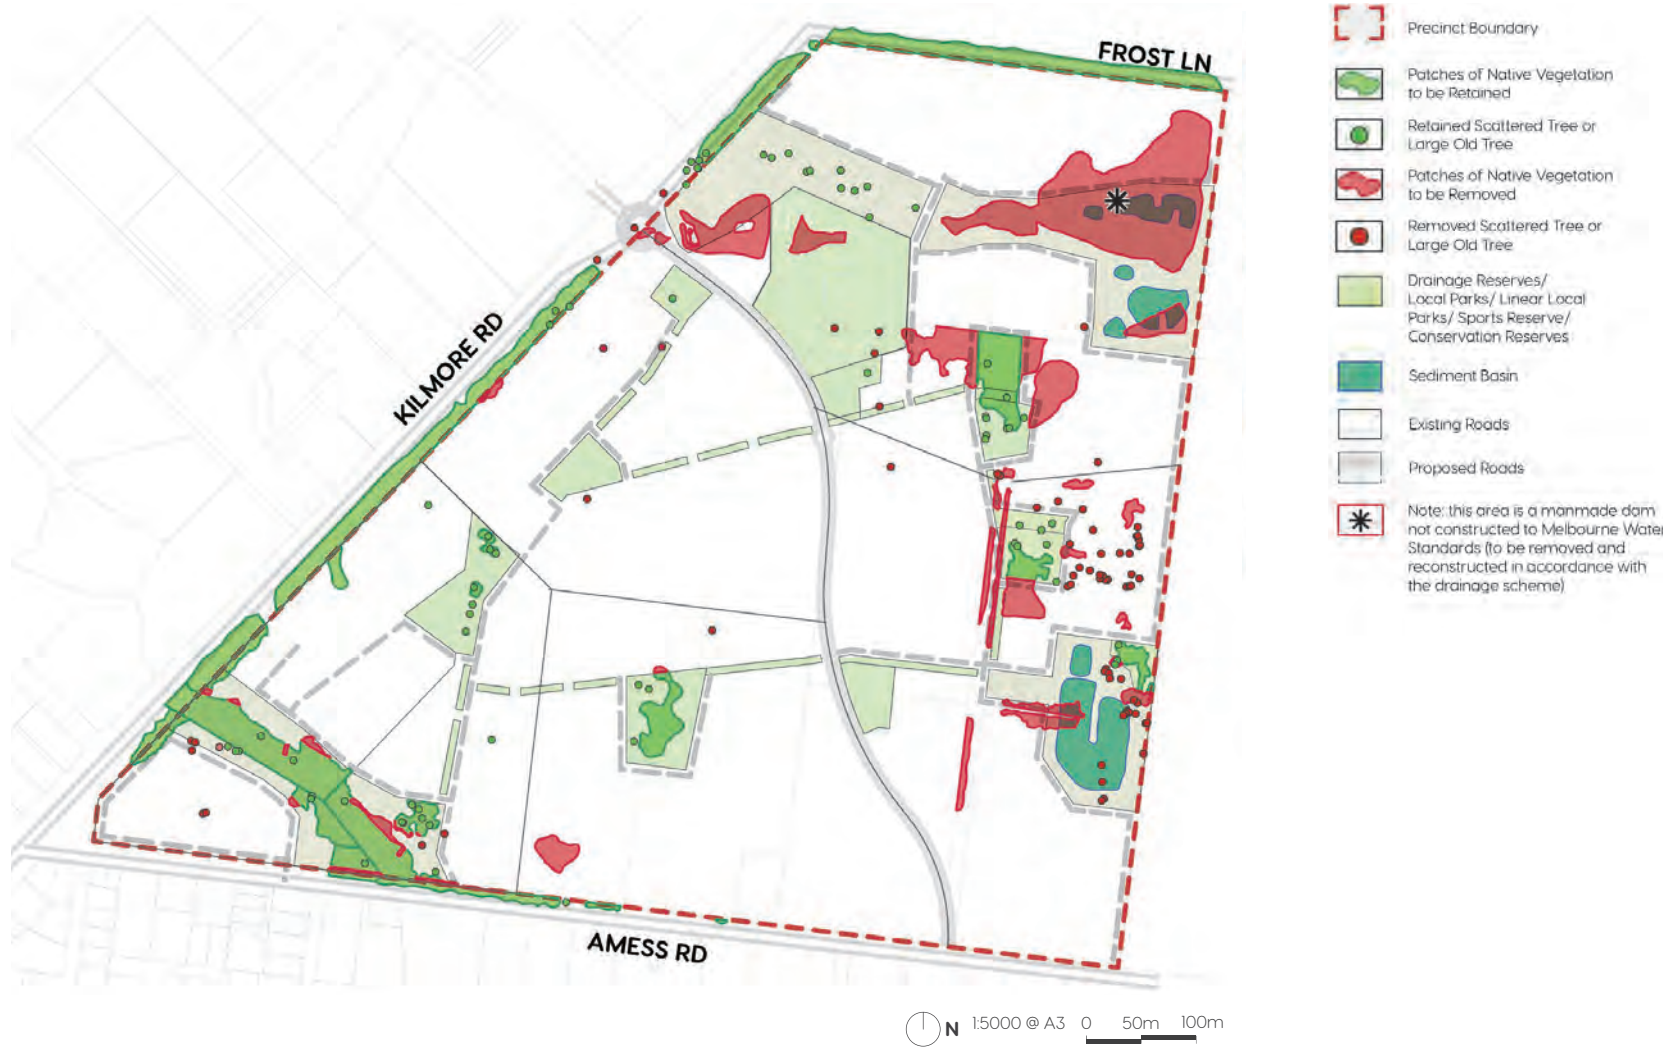 FROST LN
KILMORE RD
AMESS RD
Precinct Boundary
Patches of Native Vegetation
to be Retained
Retained Scattered Tree or
Large Old Tree
Patches of Native Vegetation
to be Removed
Removed Scattered Tree or
Large Old Tree
Drainage Reserves/
Local Parks/ Linear Local
Parks/ Sports Reserve/
Conservation Reserves
Sediment Basin
Existing Roads
Proposed Roads
Note: this area is a manmade dam
not constructed to Melbourne Water
Standards (to be removed and
reconstructed in accordance with
the drainage scheme)
N 1:5000 @ A3 0 50m 100m